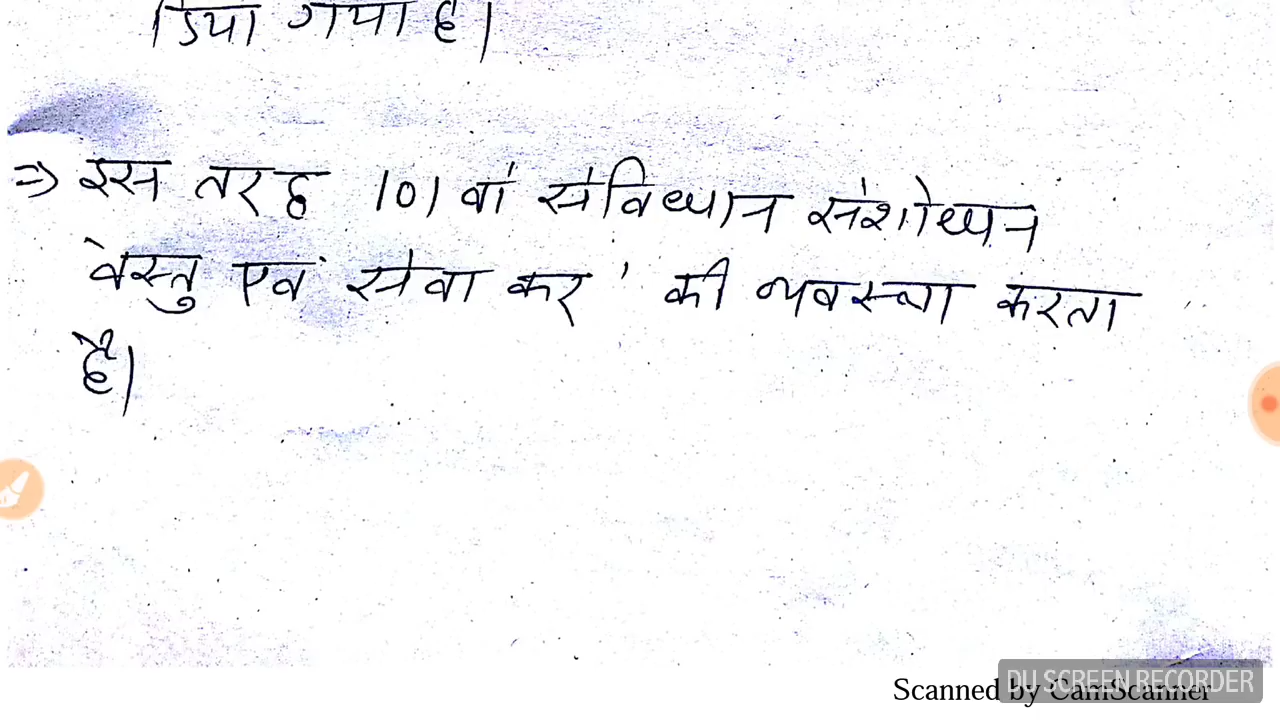 दिया गया है।
⇒ इस तरह 101 वां संविधान संशोधन
'वस्तु एवं सेवा कर' की व्यवस्था करता
है।
Scanned by CamScanner
DU SCREEN RECORDER